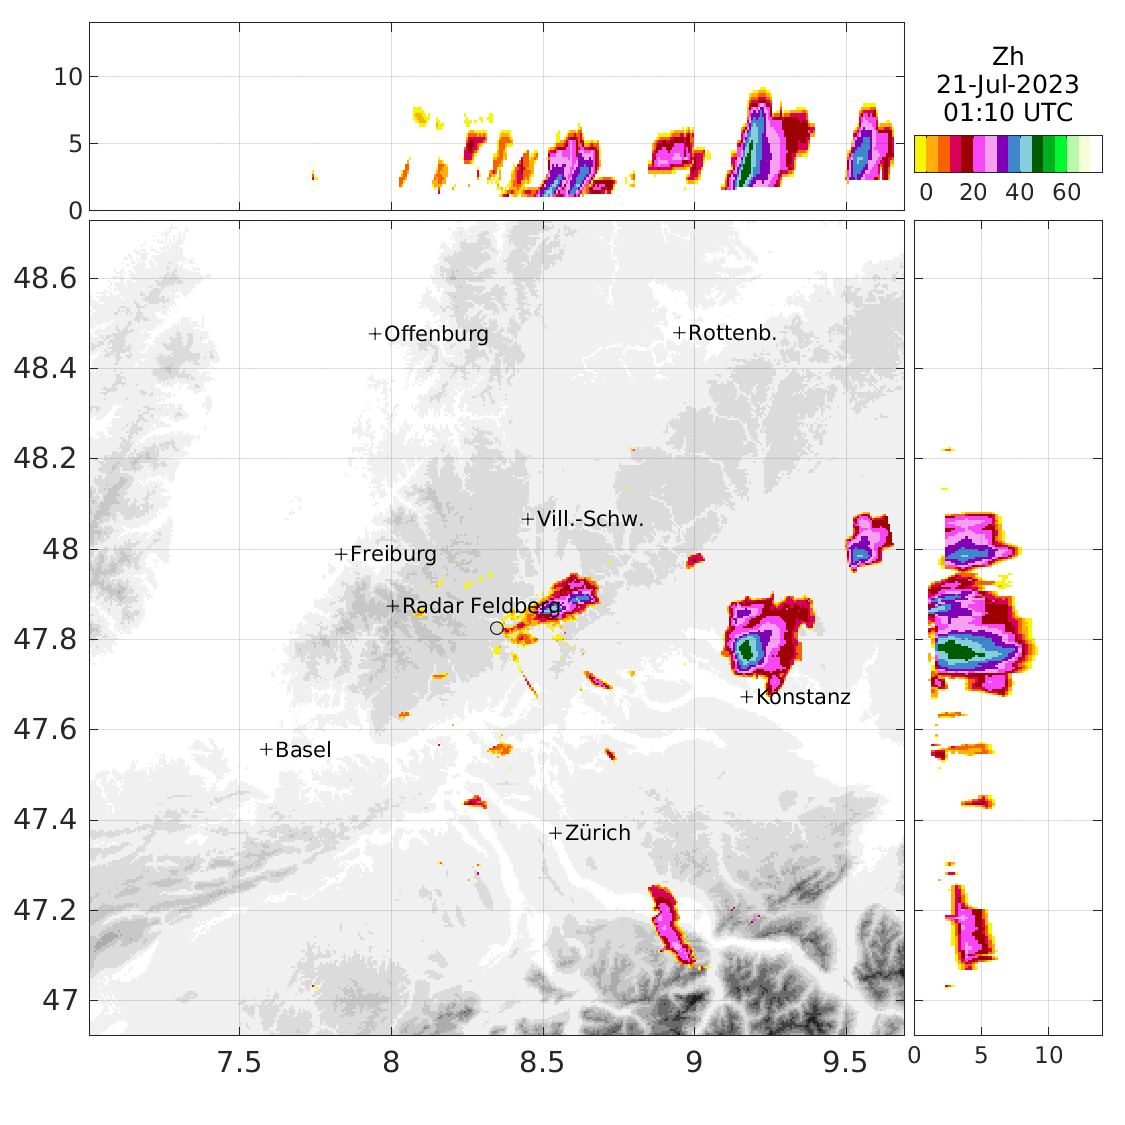 10
5
0
Zh
21-Jul-2023
01:10 UTC
0 20 40 60
48.6
48.4
48.2
48
47.8
47.6
47.4
47.2
47
Offenburg
Rottenb.
Vill.-Schw.
Freiburg
Radar Feldberg
Konstanz
Basel
Zürich
7.5 8 8.5 9 9.5
0 5 10